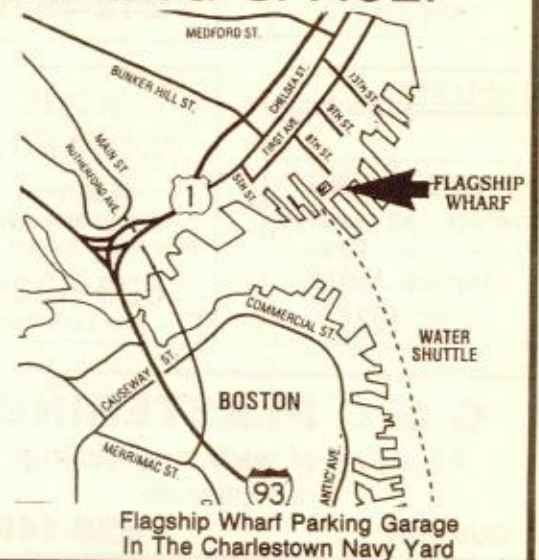 MEDFORD ST.
BUNKER HILL ST.
CHELSEA ST.
13TH ST.
FIRST AVE.
9TH ST.
8TH ST.
MAIN ST.
RUTHERFORD AVE.
5TH ST.
1
FLAGSHIP
WHARF
COMMERCIAL ST.
WATER
SHUTTLE
CAUSEWAY ST.
BOSTON
MERRIMAC ST.
ANTIC AVE.
93
Flagship Wharf Parking Garage
In The Charlestown Navy Yard